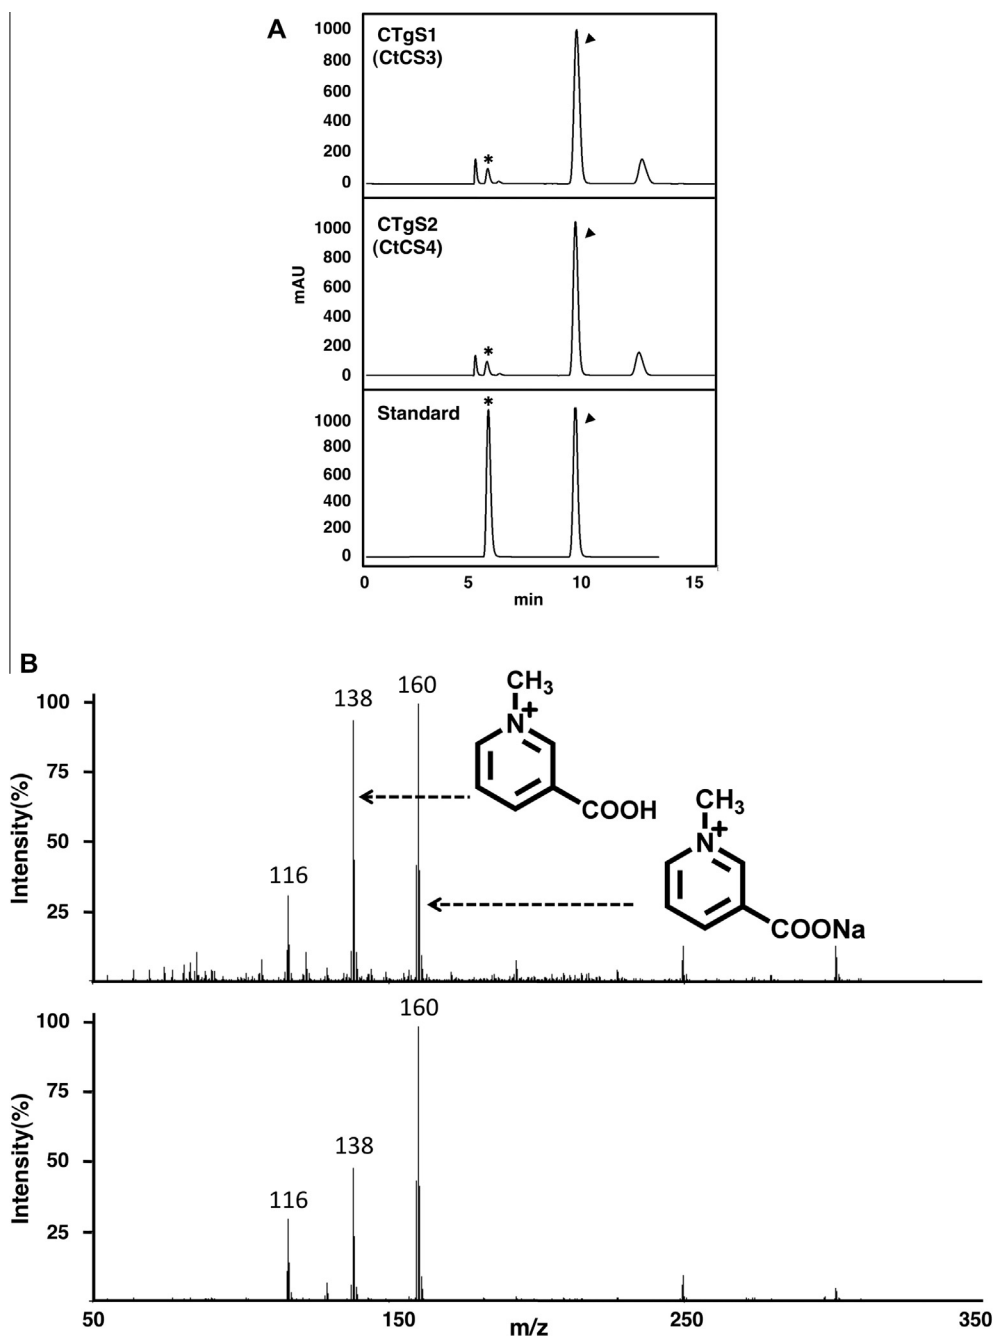 A
CTgS1
(CtCS3)
1000
800
600
400
200
0
*
CTgS2
(CtCS4)
1000
800
600
400
200
0
*
mAU
Standard
1000
800
600
400
200
0
*
0 5 10 15
min
B
100
75
50
25
Intensity(%)
116
138
160
CH3
N+
COOH
CH3
N+
COONa
100
75
50
25
Intensity(%)
116
138
160
50 150 250 350
m/z